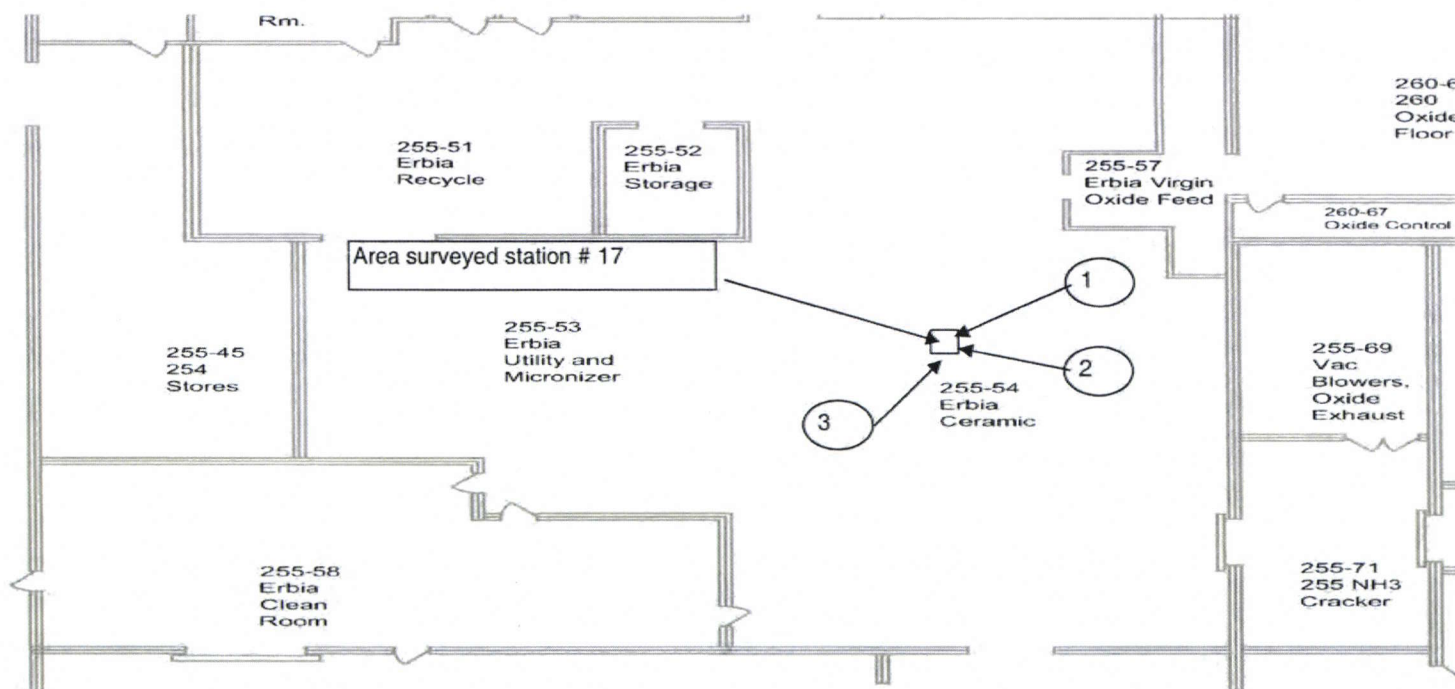 Rm.
260-6
260
Oxide
Floor
255-51
Erbia
Recycle
255-52
Erbia
Storage
255-57
Erbia Virgin
Oxide Feed
260-67
Oxide Control
Area surveyed station # 17
1
255-53
Erbia
Utility and
Micronizer
255-45
254
Stores
2
255-69
Vac
Blowers,
Oxide
Exhaust
255-54
Erbia
Ceramic
3
255-58
Erbia
Clean
Room
255-71
255 NH3
Cracker